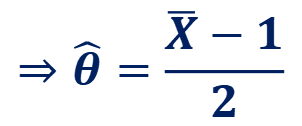 ⇒ θ̂ = (X̅ − 1) / 2